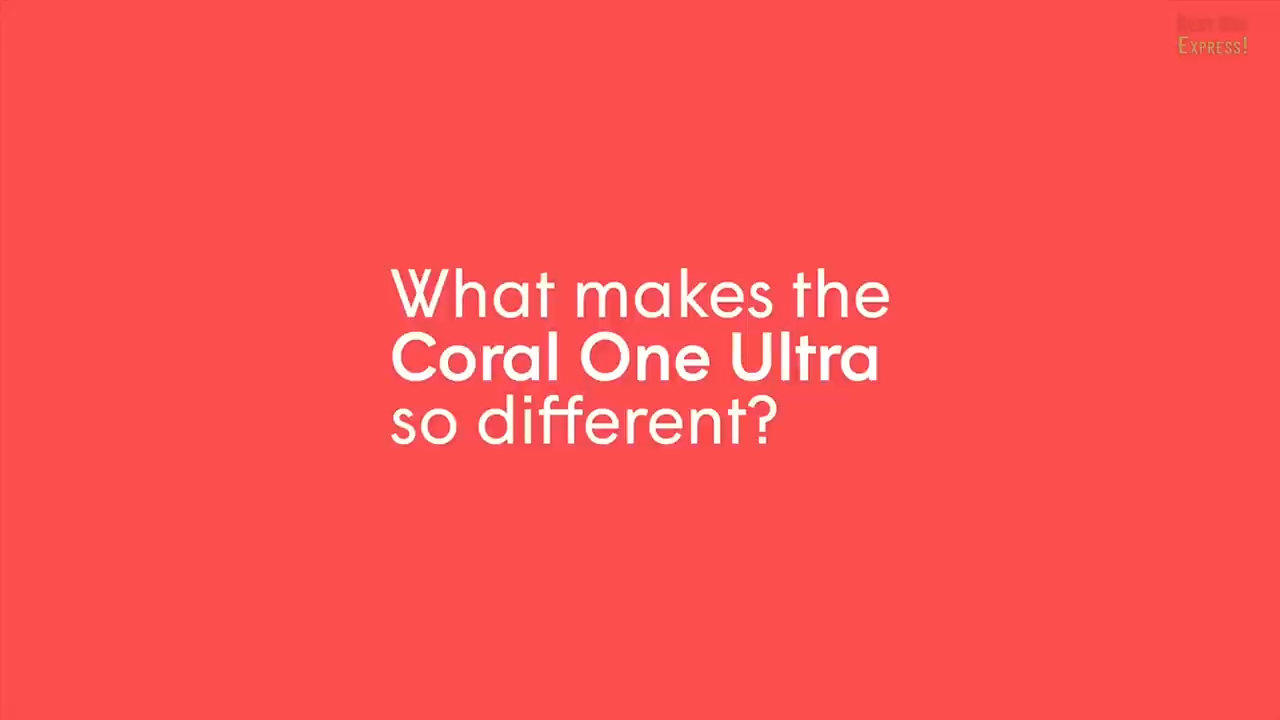 Express!
What makes the
Coral One Ultra
so different?